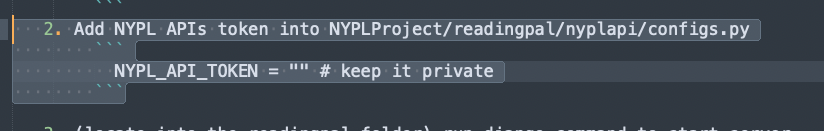 ```
2. Add NYPL APIs token into NYPLProject/readingpal/nyplapi/configs.py
```
NYPL_API_TOKEN = "" # keep it private
```